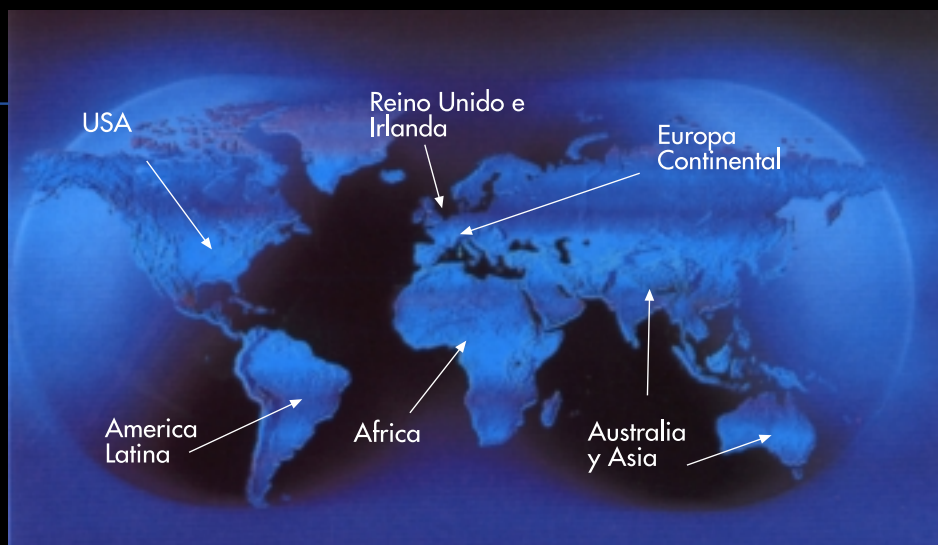 USA
Reino Unido e
Irlanda
Europa
Continental
America
Latina
Africa
Australia
y Asia